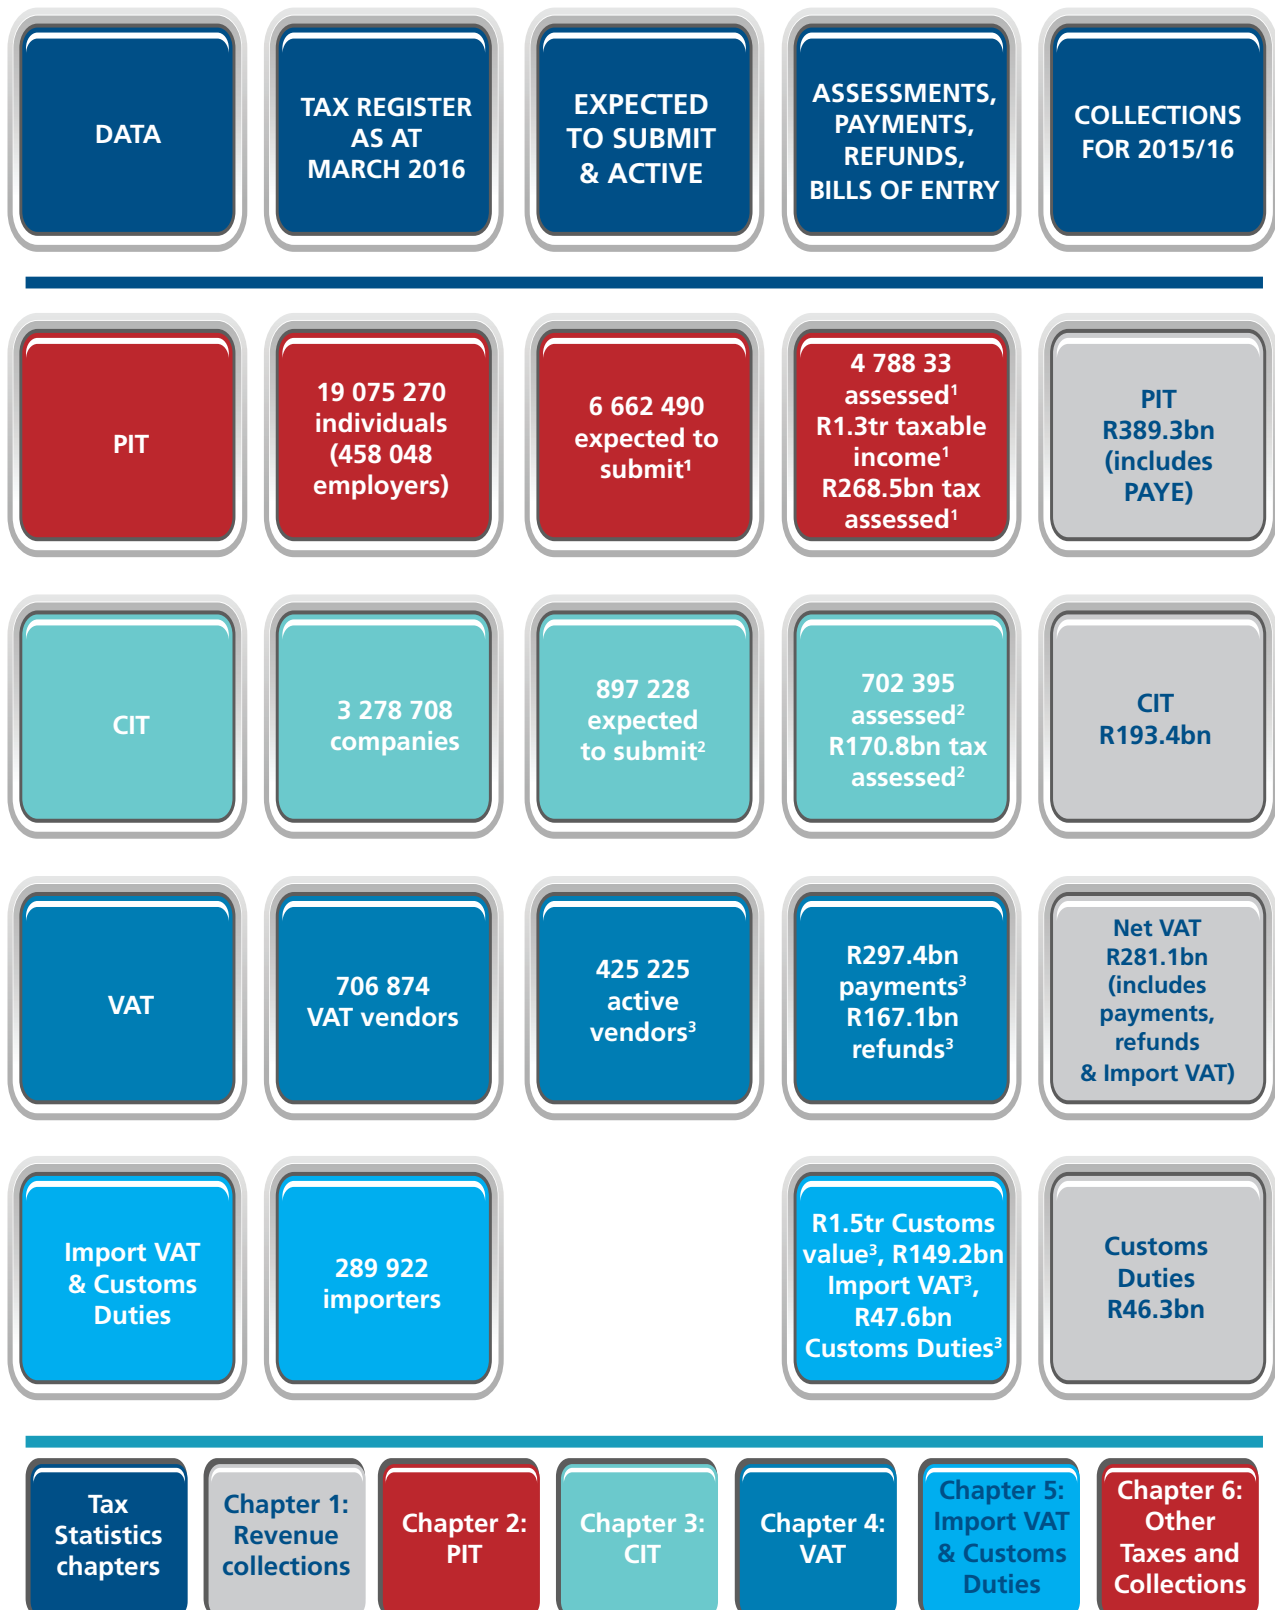 DATA
TAX REGISTER
AS AT
MARCH 2016
EXPECTED
TO SUBMIT
& ACTIVE
ASSESSMENTS,
PAYMENTS,
REFUNDS,
BILLS OF ENTRY
COLLECTIONS
FOR 2015/16
PIT
19 075 270
individuals
(458 048
employers)
6 662 490
expected to
submit¹
4 788 33
assessed¹
R1.3tr taxable
income¹
R268.5bn tax
assessed¹
PIT
R389.3bn
(includes
PAYE)
CIT
3 278 708
companies
897 228
expected
to submit²
702 395
assessed²
R170.8bn tax
assessed²
CIT
R193.4bn
VAT
706 874
VAT vendors
425 225
active
vendors³
R297.4bn
payments³
R167.1bn
refunds³
Net VAT
R281.1bn
(includes
payments,
refunds
& Import VAT)
Import VAT
& Customs
Duties
289 922
importers
R1.5tr Customs
value³, R149.2bn
Import VAT³,
R47.6bn
Customs Duties³
Customs
Duties
R46.3bn
Tax
Statistics
chapters
Chapter 1:
Revenue
collections
Chapter 2:
PIT
Chapter 3:
CIT
Chapter 4:
VAT
Chapter 5:
Import VAT
& Customs
Duties
Chapter 6:
Other
Taxes and
Collections